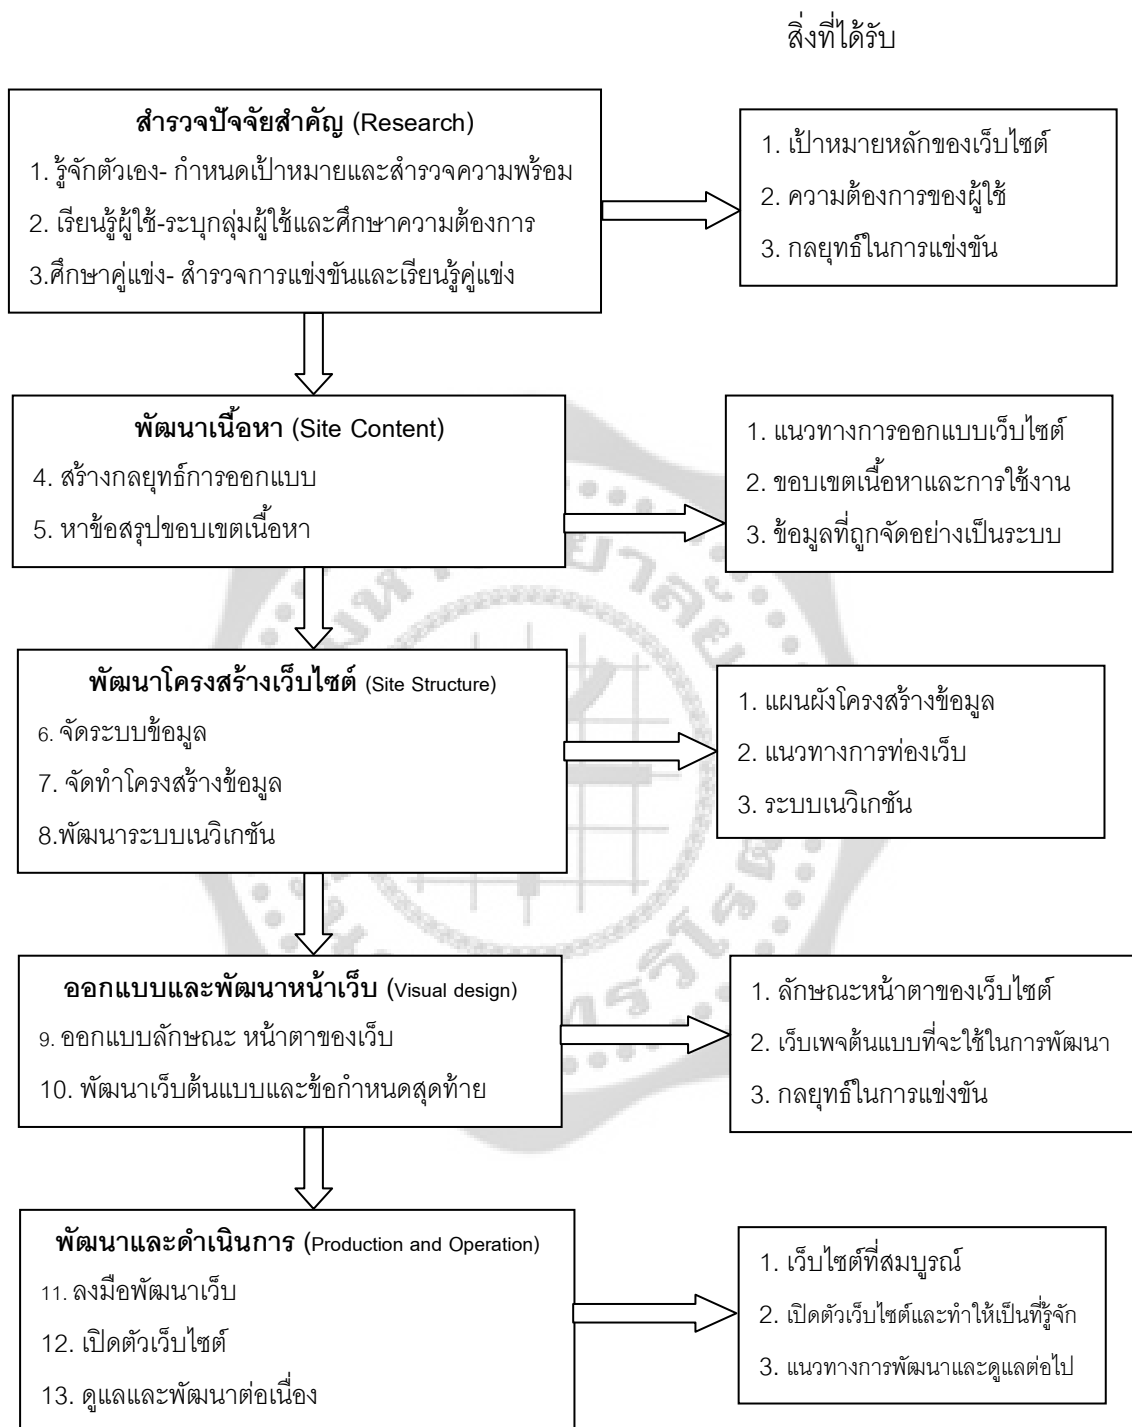 สิ่งที่ได้รับ
สำรวจปัจจัยสำคัญ (Research)
1. รู้จักตัวเอง- กำหนดเป้าหมายและสำรวจความพร้อม
2. เรียนรู้ผู้ใช้-ระบุกลุ่มผู้ใช้และศึกษาความต้องการ
3.ศึกษาคู่แข่ง- สำรวจการแข่งขันและเรียนรู้คู่แข่ง
1. เป้าหมายหลักของเว็บไซต์
2. ความต้องการของผู้ใช้
3. กลยุทธ์ในการแข่งขัน
พัฒนาเนื้อหา (Site Content)
4. สร้างกลยุทธ์การออกแบบ
5. หาข้อสรุปขอบเขตเนื้อหา
1. แนวทางการออกแบบเว็บไซต์
2. ขอบเขตเนื้อหาและการใช้งาน
3. ข้อมูลที่ถูกจัดอย่างเป็นระบบ
พัฒนาโครงสร้างเว็บไซต์ (Site Structure)
6. จัดระบบข้อมูล
7. จัดทำโครงสร้างข้อมูล
8.พัฒนาระบบเนวิเกชัน
1. แผนผังโครงสร้างข้อมูล
2. แนวทางการท่องเว็บ
3. ระบบเนวิเกชัน
ออกแบบและพัฒนาหน้าเว็บ (Visual design)
9. ออกแบบลักษณะ หน้าตาของเว็บ
10. พัฒนาเว็บต้นแบบและข้อกำหนดสุดท้าย
1. ลักษณะหน้าตาของเว็บไซต์
2. เว็บเพจต้นแบบที่จะใช้ในการพัฒนา
3. กลยุทธ์ในการแข่งขัน
พัฒนาและดำเนินการ (Production and Operation)
11. ลงมือพัฒนาเว็บ
12. เปิดตัวเว็บไซต์
13. ดูแลและพัฒนาต่อเนื่อง
1. เว็บไซต์ที่สมบูรณ์
2. เปิดตัวเว็บไซต์และทำให้เป็นที่รู้จัก
3. แนวทางการพัฒนาและดูแลต่อไป